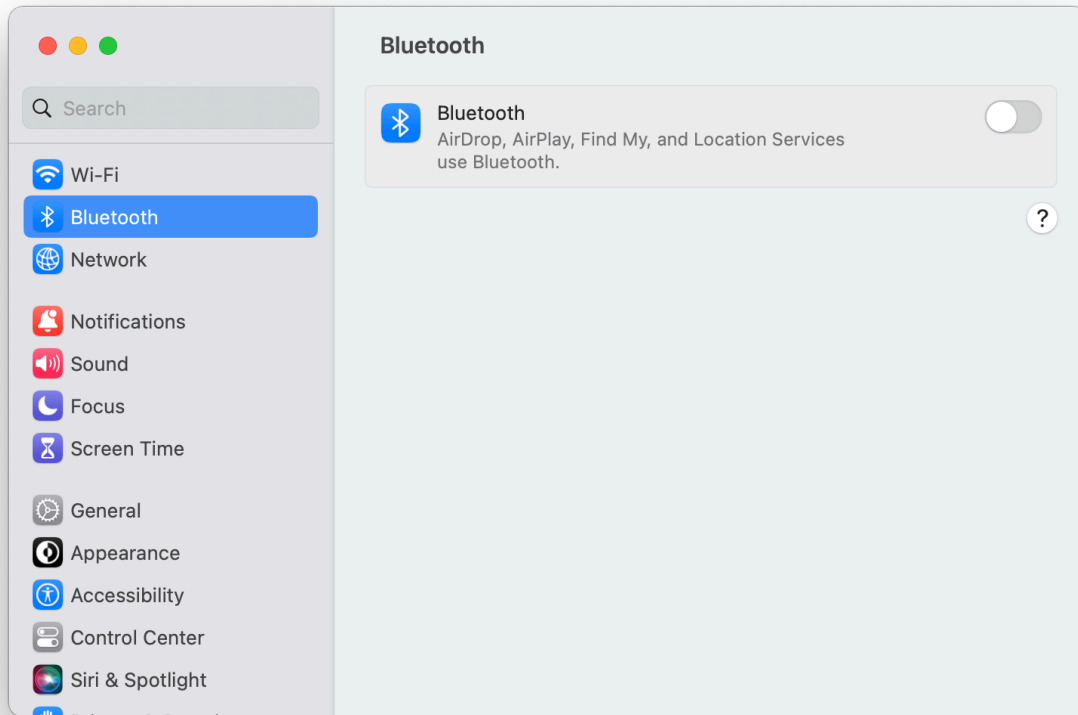 Bluetooth
Search
Bluetooth
AirDrop, AirPlay, Find My, and Location Services
use Bluetooth.
?
Wi-Fi
Bluetooth
Network
Notifications
Sound
Focus
Screen Time
General
Appearance
Accessibility
Control Center
Siri & Spotlight